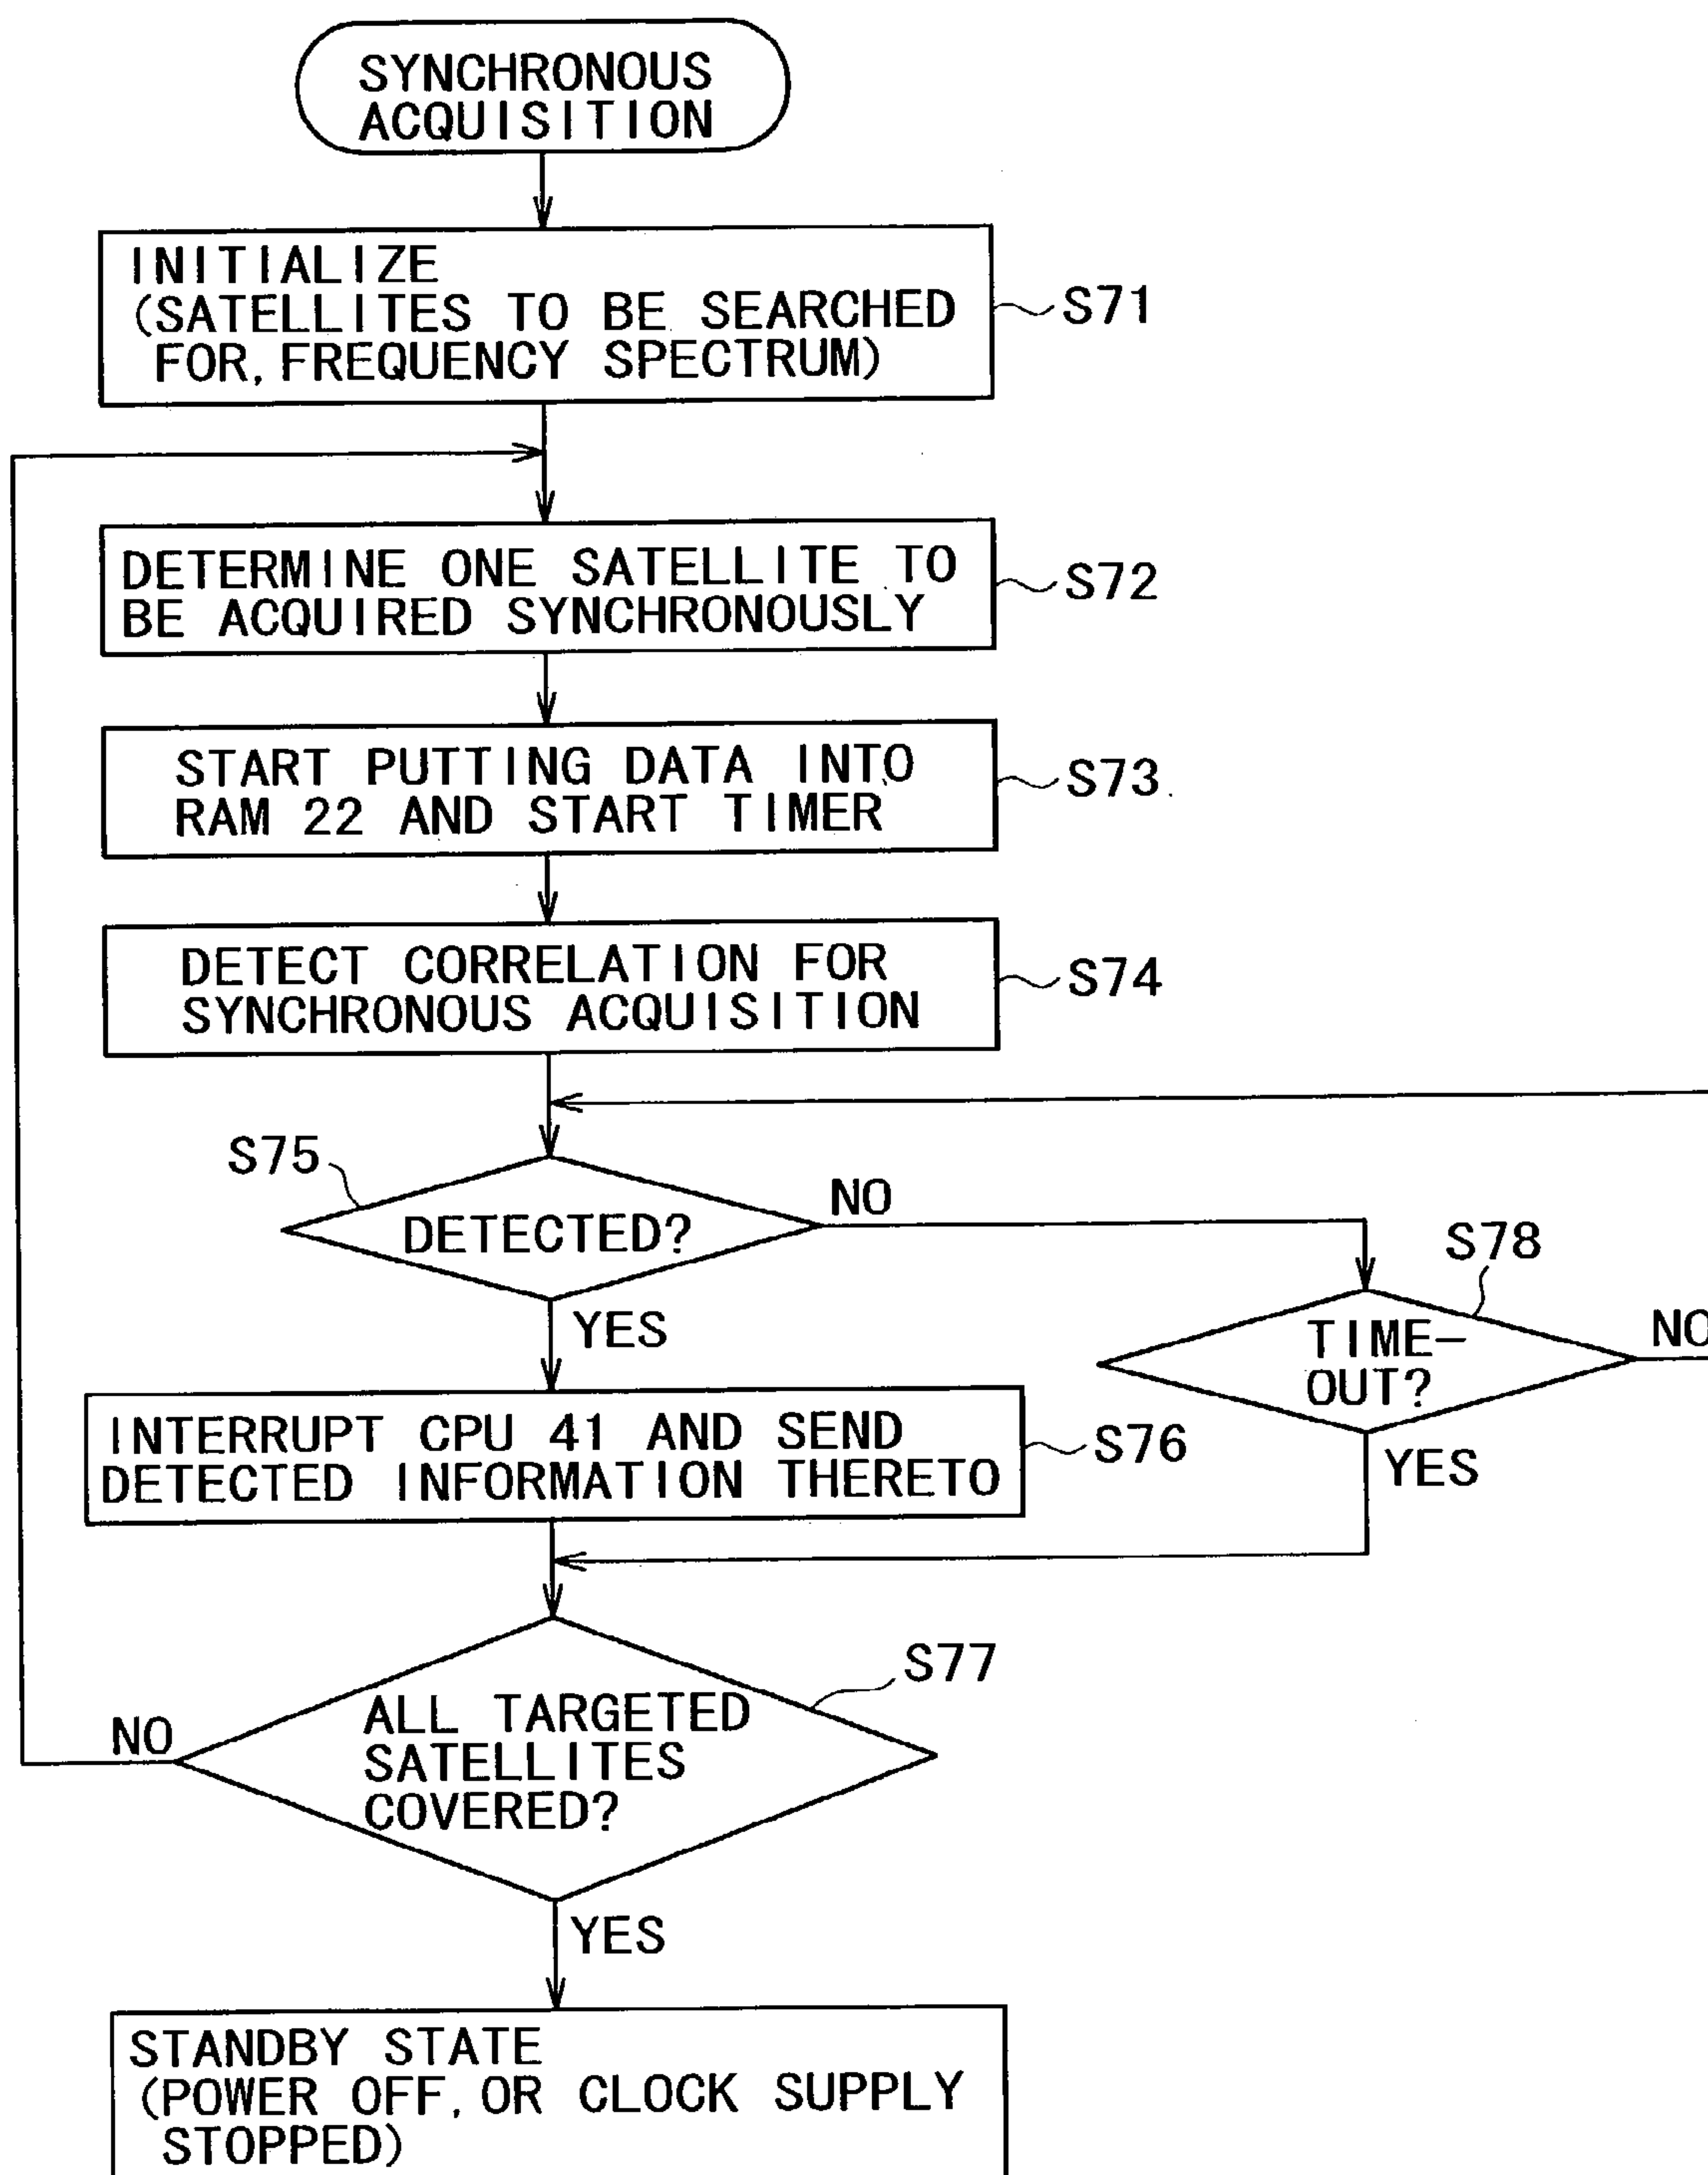 SYNCHRONOUS
ACQUISITION
INITIALIZE
(SATELLITES TO BE SEARCHED
FOR, FREQUENCY SPECTRUM)
S71
DETERMINE ONE SATELLITE TO
BE ACQUIRED SYNCHRONOUSLY
S72
START PUTTING DATA INTO
RAM 22 AND START TIMER
S73
DETECT CORRELATION FOR
SYNCHRONOUS ACQUISITION
S74
S75
DETECTED?
NO
YES
S78
TIME-
OUT?
NO
YES
INTERRUPT CPU 41 AND SEND
DETECTED INFORMATION THERETO
S76
S77
ALL TARGETED
SATELLITES
COVERED?
NO
YES
STANDBY STATE
(POWER OFF, OR CLOCK SUPPLY
STOPPED)